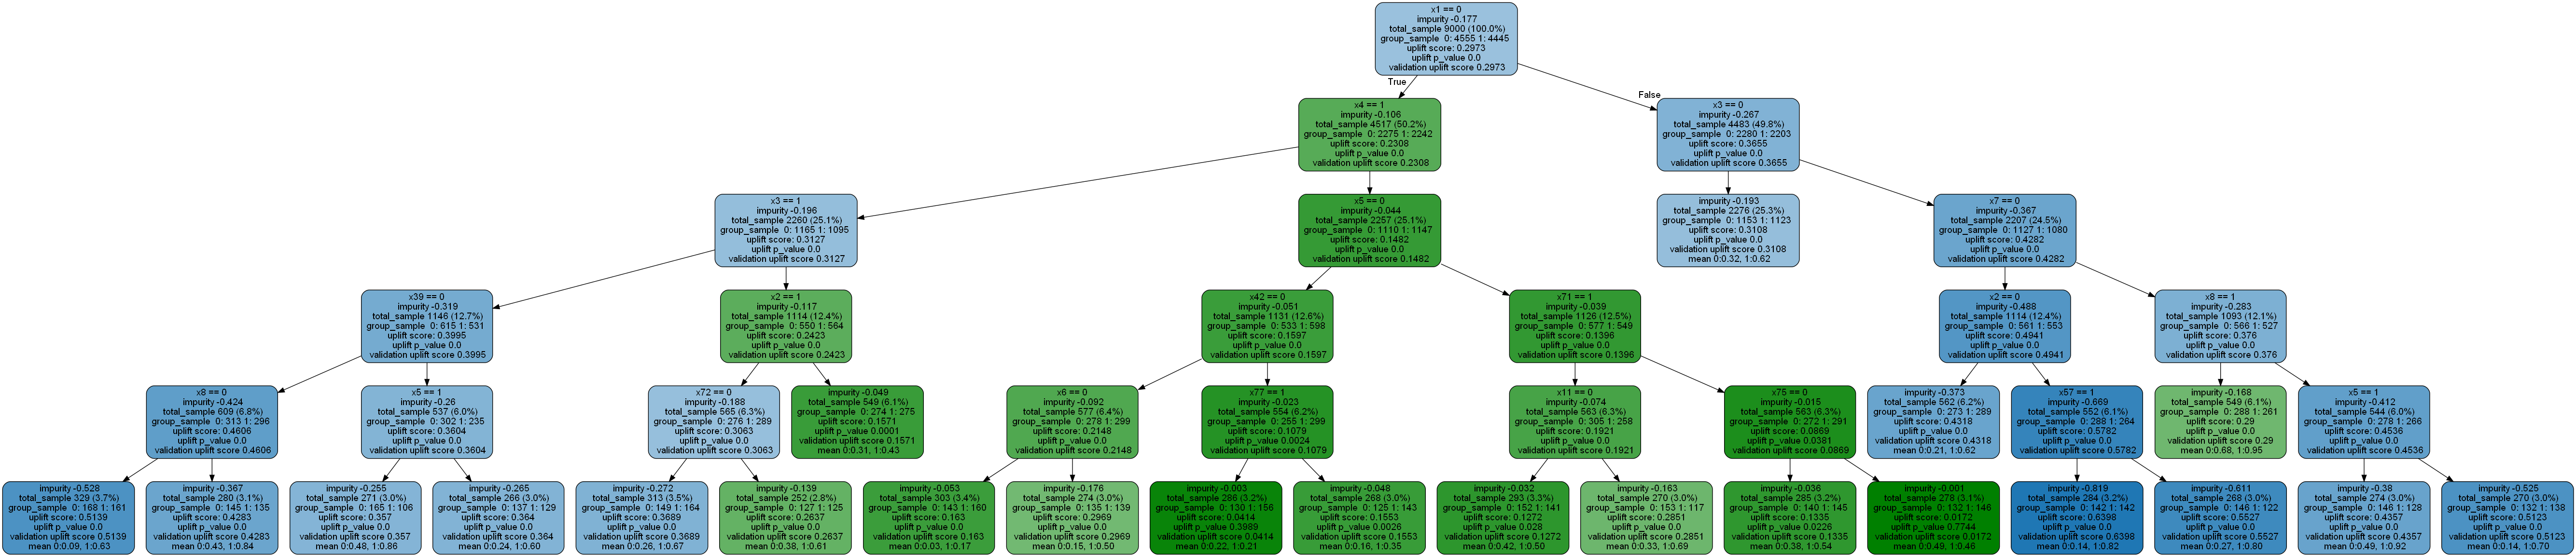 x1 == 0
impurity -0.177
total_sample 9000 (100.0%)
group_sample 0: 4555 1: 4445
uplift score: 0.2973
uplift p_value 0.0
validation uplift score 0.2973
True
False
x4 == 1
impurity -0.106
total_sample 4517 (50.2%)
group_sample 0: 2275 1: 2242
uplift score: 0.2308
uplift p_value 0.0
validation uplift score 0.2308
x3 == 0
impurity -0.267
total_sample 4483 (49.8%)
group_sample 0: 2280 1: 2203
uplift score: 0.3655
uplift p_value 0.0
validation uplift score 0.3655
x3 == 1
impurity -0.196
total_sample 2260 (25.1%)
group_sample 0: 1165 1: 1095
uplift score: 0.3127
uplift p_value 0.0
validation uplift score 0.3127
x5 == 0
impurity -0.044
total_sample 2257 (25.1%)
group_sample 0: 1110 1: 1147
uplift score: 0.1482
uplift p_value 0.0
validation uplift score 0.1482
impurity -0.193
total_sample 2276 (25.3%)
group_sample 0: 1153 1: 1123
uplift score: 0.3108
uplift p_value 0.0
validation uplift score 0.3108
mean 0:0.32, 1:0.62
x7 == 0
impurity -0.367
total_sample 2207 (24.5%)
group_sample 0: 1127 1: 1080
uplift score: 0.4282
uplift p_value 0.0
validation uplift score 0.4282
x39 == 0
impurity -0.319
total_sample 1146 (12.7%)
group_sample 0: 615 1: 531
uplift score: 0.3995
uplift p_value 0.0
validation uplift score 0.3995
x2 == 1
impurity -0.117
total_sample 1114 (12.4%)
group_sample 0: 550 1: 564
uplift score: 0.2423
uplift p_value 0.0
validation uplift score 0.2423
x42 == 0
impurity -0.051
total_sample 1131 (12.6%)
group_sample 0: 533 1: 598
uplift score: 0.1597
uplift p_value 0.0
validation uplift score 0.1597
x71 == 1
impurity -0.039
total_sample 1126 (12.5%)
group_sample 0: 577 1: 549
uplift score: 0.1396
uplift p_value 0.0
validation uplift score 0.1396
x2 == 0
impurity -0.488
total_sample 1114 (12.4%)
group_sample 0: 561 1: 553
uplift score: 0.4941
uplift p_value 0.0
validation uplift score 0.4941
x8 == 1
impurity -0.283
total_sample 1093 (12.1%)
group_sample 0: 566 1: 527
uplift score: 0.376
uplift p_value 0.0
validation uplift score 0.376
x8 == 0
impurity -0.424
total_sample 609 (6.8%)
group_sample 0: 313 1: 296
uplift score: 0.4606
uplift p_value 0.0
validation uplift score 0.4606
x5 == 1
impurity -0.26
total_sample 537 (6.0%)
group_sample 0: 302 1: 235
uplift score: 0.3604
uplift p_value 0.0
validation uplift score 0.3604
x72 == 0
impurity -0.188
total_sample 565 (6.3%)
group_sample 0: 276 1: 289
uplift score: 0.3063
uplift p_value 0.0
validation uplift score 0.3063
impurity -0.049
total_sample 549 (6.1%)
group_sample 0: 274 1: 275
uplift score: 0.1571
uplift p_value 0.0001
validation uplift score 0.1571
mean 0:0.31, 1:0.43
x6 == 0
impurity -0.092
total_sample 577 (6.4%)
group_sample 0: 278 1: 299
uplift score: 0.2148
uplift p_value 0.0
validation uplift score 0.2148
x77 == 1
impurity -0.023
total_sample 554 (6.2%)
group_sample 0: 255 1: 299
uplift score: 0.1079
uplift p_value 0.0024
validation uplift score 0.1079
x11 == 0
impurity -0.074
total_sample 563 (6.3%)
group_sample 0: 305 1: 258
uplift score: 0.1921
uplift p_value 0.0
validation uplift score 0.1921
x75 == 0
impurity -0.015
total_sample 563 (6.3%)
group_sample 0: 272 1: 291
uplift score: 0.0869
uplift p_value 0.0381
validation uplift score 0.0869
impurity -0.373
total_sample 562 (6.2%)
group_sample 0: 273 1: 289
uplift score: 0.4318
uplift p_value 0.0
validation uplift score 0.4318
mean 0:0.21, 1:0.62
x57 == 1
impurity -0.669
total_sample 552 (6.1%)
group_sample 0: 288 1: 264
uplift score: 0.5782
uplift p_value 0.0
validation uplift score 0.5782
impurity -0.168
total_sample 549 (6.1%)
group_sample 0: 288 1: 261
uplift score: 0.29
uplift p_value 0.0
validation uplift score 0.29
mean 0:0.68, 1:0.95
x5 == 1
impurity -0.412
total_sample 544 (6.0%)
group_sample 0: 278 1: 266
uplift score: 0.4536
uplift p_value 0.0
validation uplift score 0.4536
impurity -0.528
total_sample 329 (3.7%)
group_sample 0: 168 1: 161
uplift score: 0.5139
uplift p_value 0.0
validation uplift score 0.5139
mean 0:0.09, 1:0.63
impurity -0.367
total_sample 280 (3.1%)
group_sample 0: 145 1: 135
uplift score: 0.4283
uplift p_value 0.0
validation uplift score 0.4283
mean 0:0.43, 1:0.84
impurity -0.255
total_sample 271 (3.0%)
group_sample 0: 165 1: 106
uplift score: 0.357
uplift p_value 0.0
validation uplift score 0.357
mean 0:0.48, 1:0.86
impurity -0.265
total_sample 266 (3.0%)
group_sample 0: 137 1: 129
uplift score: 0.364
uplift p_value 0.0
validation uplift score 0.364
mean 0:0.24, 1:0.60
impurity -0.272
total_sample 313 (3.5%)
group_sample 0: 149 1: 164
uplift score: 0.3689
uplift p_value 0.0
validation uplift score 0.3689
mean 0:0.26, 1:0.67
impurity -0.139
total_sample 252 (2.8%)
group_sample 0: 127 1: 125
uplift score: 0.2637
uplift p_value 0.0
validation uplift score 0.2637
mean 0:0.38, 1:0.61
impurity -0.053
total_sample 303 (3.4%)
group_sample 0: 143 1: 160
uplift score: 0.163
uplift p_value 0.0
validation uplift score 0.163
mean 0:0.03, 1:0.17
impurity -0.176
total_sample 274 (3.0%)
group_sample 0: 135 1: 139
uplift score: 0.2969
uplift p_value 0.0
validation uplift score 0.2969
mean 0:0.15, 1:0.50
impurity -0.003
total_sample 286 (3.2%)
group_sample 0: 130 1: 156
uplift score: 0.0414
uplift p_value 0.3989
validation uplift score 0.0414
mean 0:0.22, 1:0.21
impurity -0.048
total_sample 268 (3.0%)
group_sample 0: 125 1: 143
uplift score: 0.1553
uplift p_value 0.0026
validation uplift score 0.1553
mean 0:0.16, 1:0.35
impurity -0.032
total_sample 293 (3.3%)
group_sample 0: 152 1: 141
uplift score: 0.1272
uplift p_value 0.028
validation uplift score 0.1272
mean 0:0.42, 1:0.50
impurity -0.163
total_sample 270 (3.0%)
group_sample 0: 153 1: 117
uplift score: 0.2851
uplift p_value 0.0
validation uplift score 0.2851
mean 0:0.33, 1:0.69
impurity -0.036
total_sample 285 (3.2%)
group_sample 0: 140 1: 145
uplift score: 0.1335
uplift p_value 0.0226
validation uplift score 0.1335
mean 0:0.38, 1:0.54
impurity -0.001
total_sample 278 (3.1%)
group_sample 0: 132 1: 146
uplift score: 0.0172
uplift p_value 0.7744
validation uplift score 0.0172
mean 0:0.49, 1:0.46
impurity -0.819
total_sample 284 (3.2%)
group_sample 0: 142 1: 142
uplift score: 0.6398
uplift p_value 0.0
validation uplift score 0.6398
mean 0:0.14, 1:0.82
impurity -0.611
total_sample 268 (3.0%)
group_sample 0: 146 1: 122
uplift score: 0.5527
uplift p_value 0.0
validation uplift score 0.5527
mean 0:0.27, 1:0.80
impurity -0.38
total_sample 274 (3.0%)
group_sample 0: 146 1: 128
uplift score: 0.4357
uplift p_value 0.0
validation uplift score 0.4357
mean 0:0.49, 1:0.92
impurity -0.525
total_sample 270 (3.0%)
group_sample 0: 132 1: 138
uplift score: 0.5123
uplift p_value 0.0
validation uplift score 0.5123
mean 0:0.14, 1:0.70